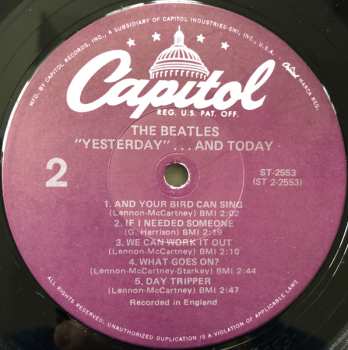 MFD. BY CAPITOL RECORDS, INC., A SUBSIDIARY OF CAPITOL INDUSTRIES-EMI, INC., U.S.A.
Capitol MARCA REG.
Capitol
REG. U.S. PAT. OFF.
THE BEATLES
"YESTERDAY"...AND TODAY
2
ST-2553
(ST 2-2553)
1. AND YOUR BIRD CAN SING
(Lennon-McCartney) BMI 2:02
2. IF I NEEDED SOMEONE
(G. Harrison) BMI 2:19
3. WE CAN WORK IT OUT
(Lennon-McCartney) BMI 2:10
4. WHAT GOES ON?
(Lennon-McCartney-Starkey) BMI 2:44
5. DAY TRIPPER
(Lennon-McCartney) BMI 2:47
Recorded in England
ALL RIGHTS RESERVED. UNAUTHORIZED DUPLICATION IS A VIOLATION OF APPLICABLE LAWS